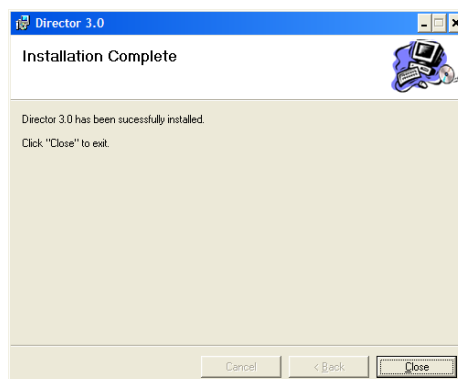 Director 3.0
Installation Complete
Director 3.0 has been sucessfully installed.
Click "Close" to exit.
Cancel
< Back
Close